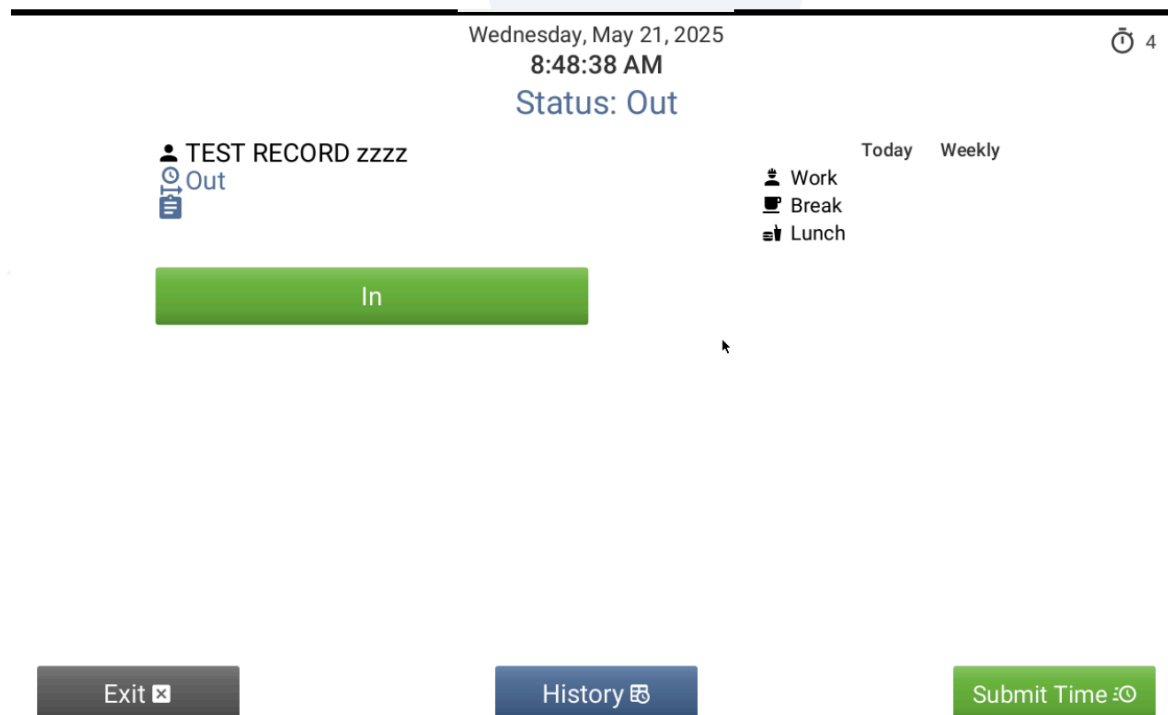 Wednesday, May 21, 2025
4
8:48:38 AM
Status: Out
TEST RECORD zzzz
Out
Today Weekly
Work
Break
Lunch
In
Exit
History
Submit Time